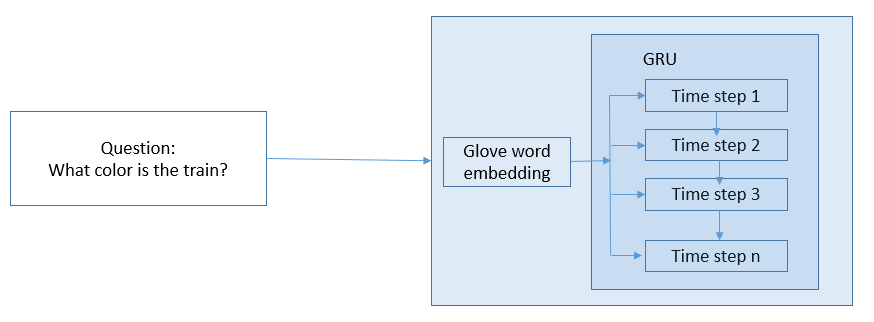 Question:
What color is the train?
Glove word
embedding
GRU
Time step 1
Time step 2
Time step 3
Time step n